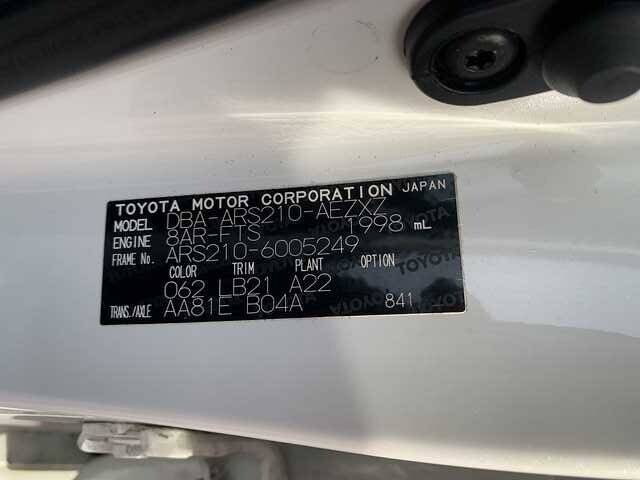 TOYOTA MOTOR CORPORATION JAPAN
MODEL DBA-ARS210-AEZXZ
ENGINE 8AR-FTS 1998 mL
FRAME No. ARS210-6005249
COLOR TRIM PLANT OPTION
062 LB21 A22
TRANS./AXLE AA81E B04A 841